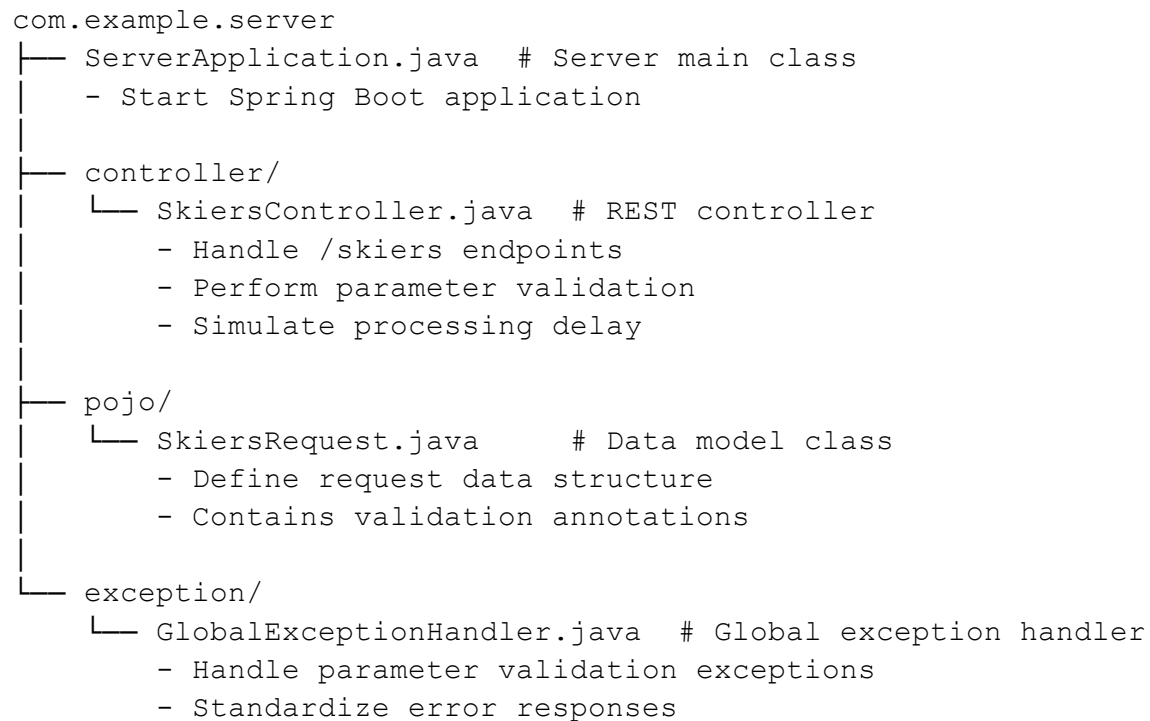 com.example.server
├── ServerApplication.java  # Server main class
│   - Start Spring Boot application
│
├── controller/
│   └── SkiersController.java  # REST controller
│       - Handle /skiers endpoints
│       - Perform parameter validation
│       - Simulate processing delay
│
├── pojo/
│   └── SkiersRequest.java     # Data model class
│       - Define request data structure
│       - Contains validation annotations
│
└── exception/
    └── GlobalExceptionHandler.java  # Global exception handler
        - Handle parameter validation exceptions
        - Standardize error responses